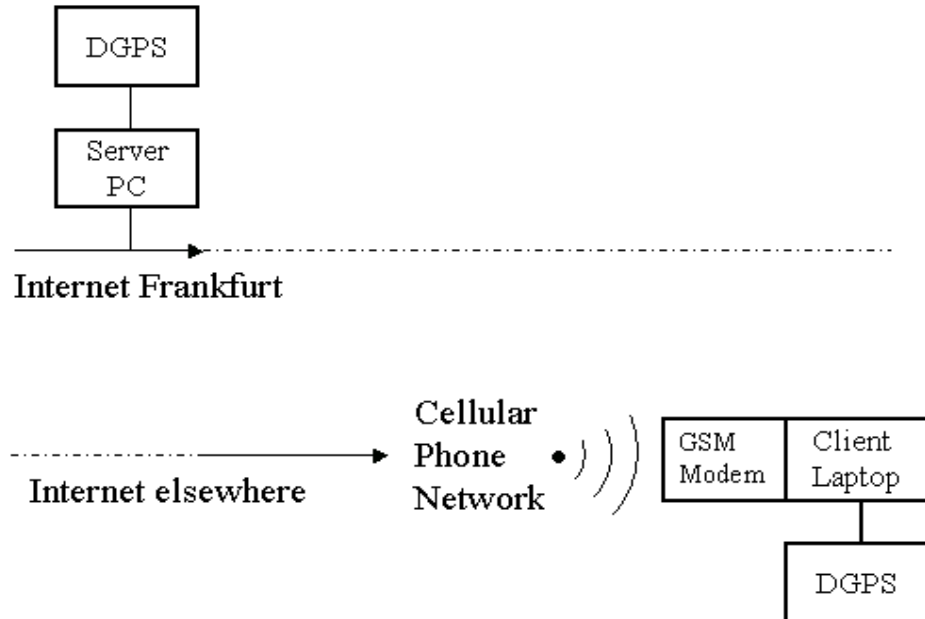 DGPS
Server
PC
Internet Frankfurt
Cellular
Phone
Network
Internet elsewhere
GSM
Modem
Client
Laptop
DGPS